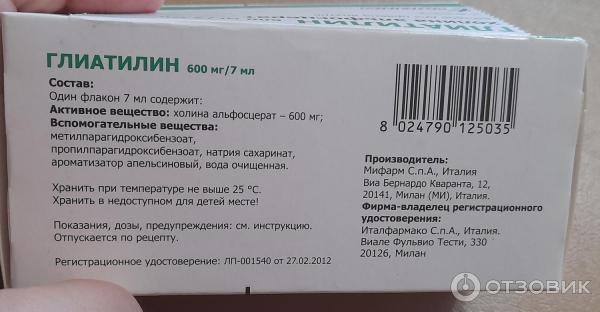 ГЛИАТИЛИН 600 мг/7 мл
Состав:
Один флакон 7 мл содержит:
Активное вещество: холина альфосцерат – 600 мг;
Вспомогательные вещества:
метилпарагидроксибензоат,
пропилпарагидроксибензоат, натрия сахаринат,
ароматизатор апельсиновый, вода очищенная.
Хранить при температуре не выше 25 °С.
Хранить в недоступном для детей месте!
Показания, дозы, предупреждения: см. инструкцию.
Отпускается по рецепту.
Регистрационное удостоверение: ЛП-001540 от 27.02.2012
8 024790 125035
Производитель:
Мифарм С.п.А., Италия
Виа Бернардо Кваранта, 12,
20141, Милан (МИ), Италия.
Фирма-владелец регистрационного
удостоверения:
Италфармако С.п.А., Италия.
Виале Фульвио Тести, 330
20126, Милан
ОТЗОВИК